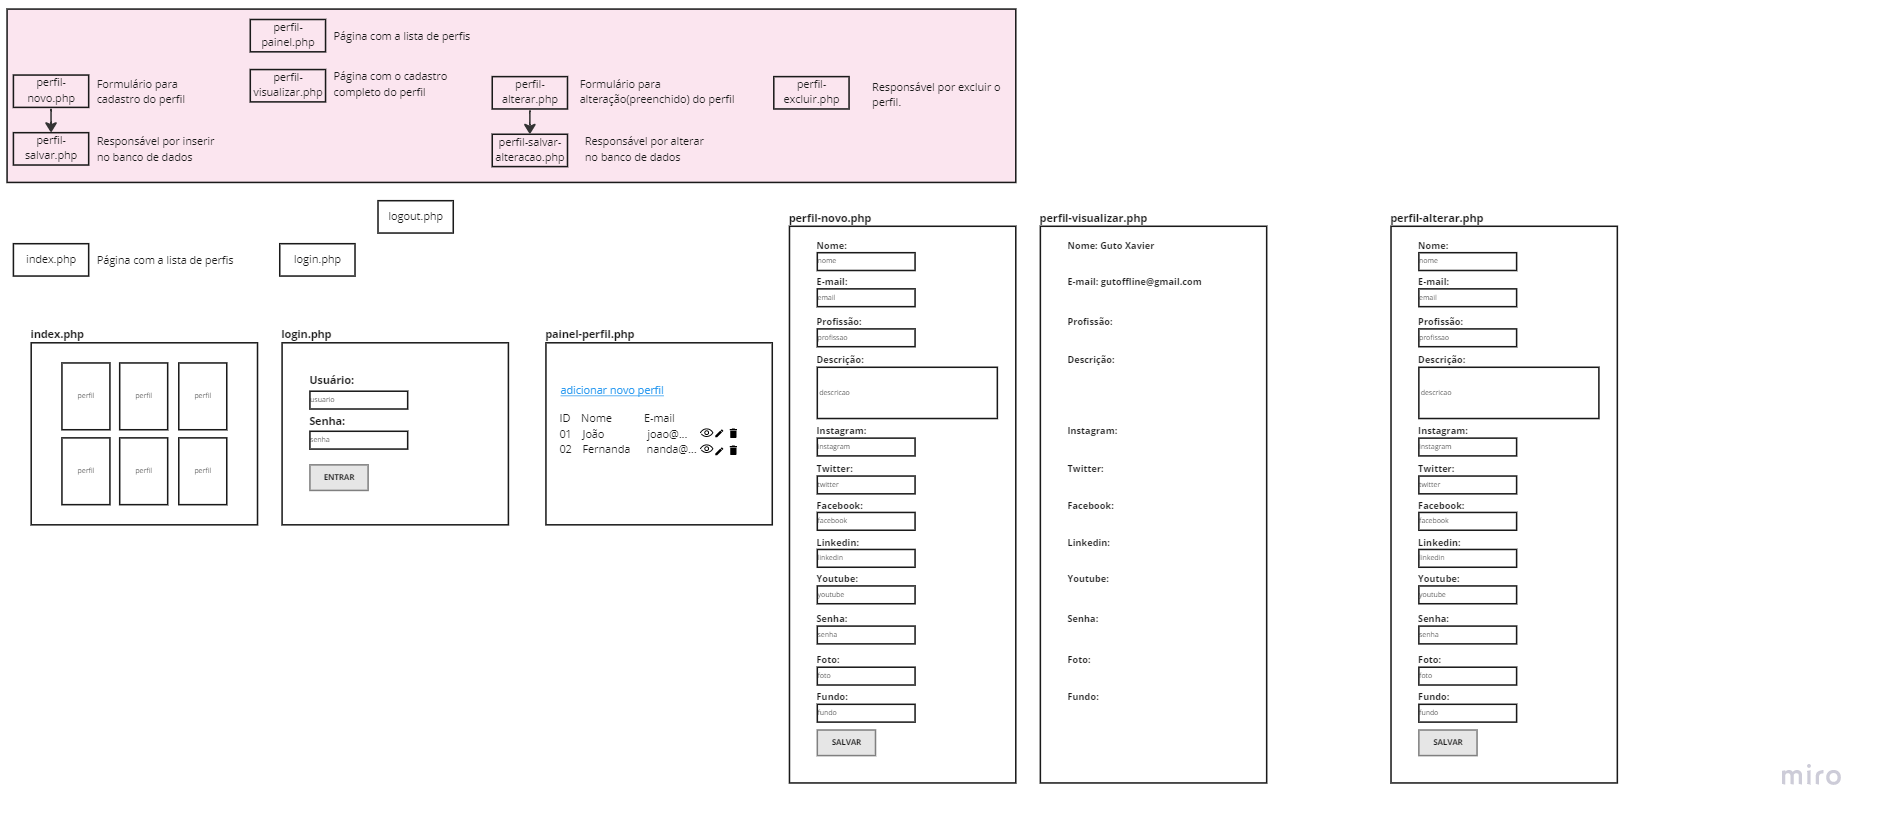 perfil-
painel.php
Página com a lista de perfis
perfil-
novo.php
Formulário para
cadastro do perfil
perfil-
visualizar.php
Página com o cadastro
completo do perfil
perfil-
alterar.php
Formulário para
alteração(preenchido) do perfil
perfil-
excluir.php
Responsável por excluir o
perfil.
perfil-
salvar.php
Responsável por inserir
no banco de dados
perfil-salvar-
alteracao.php
Responsável por alterar
no banco de dados
logout.php
index.php
Página com a lista de perfis
login.php
index.php
perfil
perfil
perfil
perfil
perfil
perfil
login.php
Usuário:
usuario
Senha:
senha
ENTRAR
painel-perfil.php
adicionar novo perfil
ID Nome E-mail
01 João joao@...
02 Fernanda nanda@...
perfil-novo.php
Nome:
nome
E-mail:
email
Profissão:
profissao
Descrição:
descricao
Instagram:
instagram
Twitter:
twitter
Facebook:
facebook
Linkedin:
linkedin
Youtube:
youtube
Senha:
senha
Foto:
foto
Fundo:
fundo
SALVAR
perfil-visualizar.php
Nome: Guto Xavier
E-mail: gutoffline@gmail.com
Profissão:
Descrição:
Instagram:
Twitter:
Facebook:
Linkedin:
Youtube:
Senha:
Foto:
Fundo:
perfil-alterar.php
Nome:
nome
E-mail:
email
Profissão:
profissao
Descrição:
descricao
Instagram:
instagram
Twitter:
twitter
Facebook:
facebook
Linkedin:
linkedin
Youtube:
youtube
Senha:
senha
Foto:
foto
Fundo:
fundo
SALVAR
miro